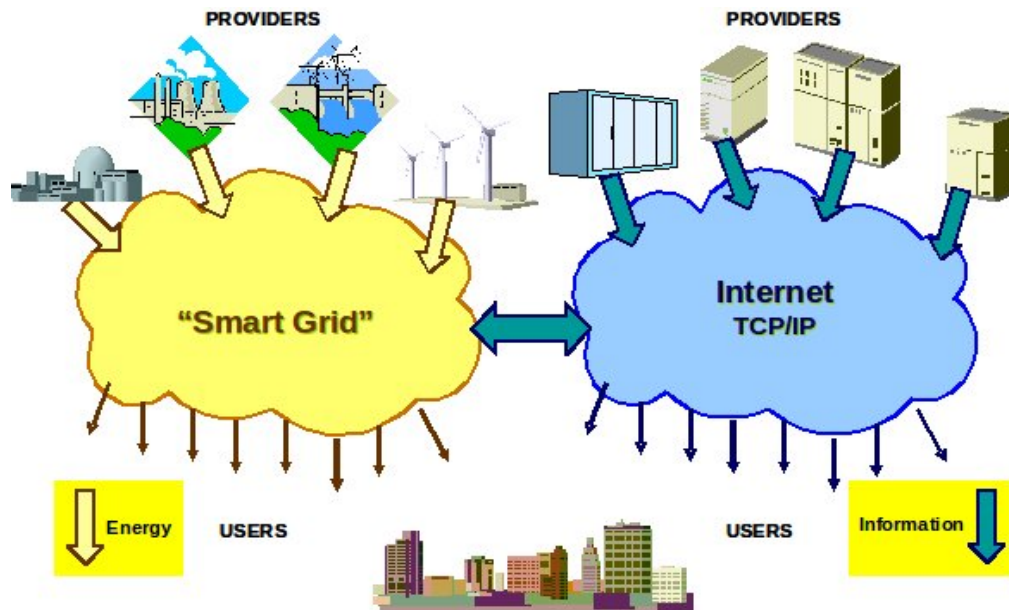 PROVIDERS
PROVIDERS
“Smart Grid”
Internet
TCP/IP
Energy
USERS
USERS
Information